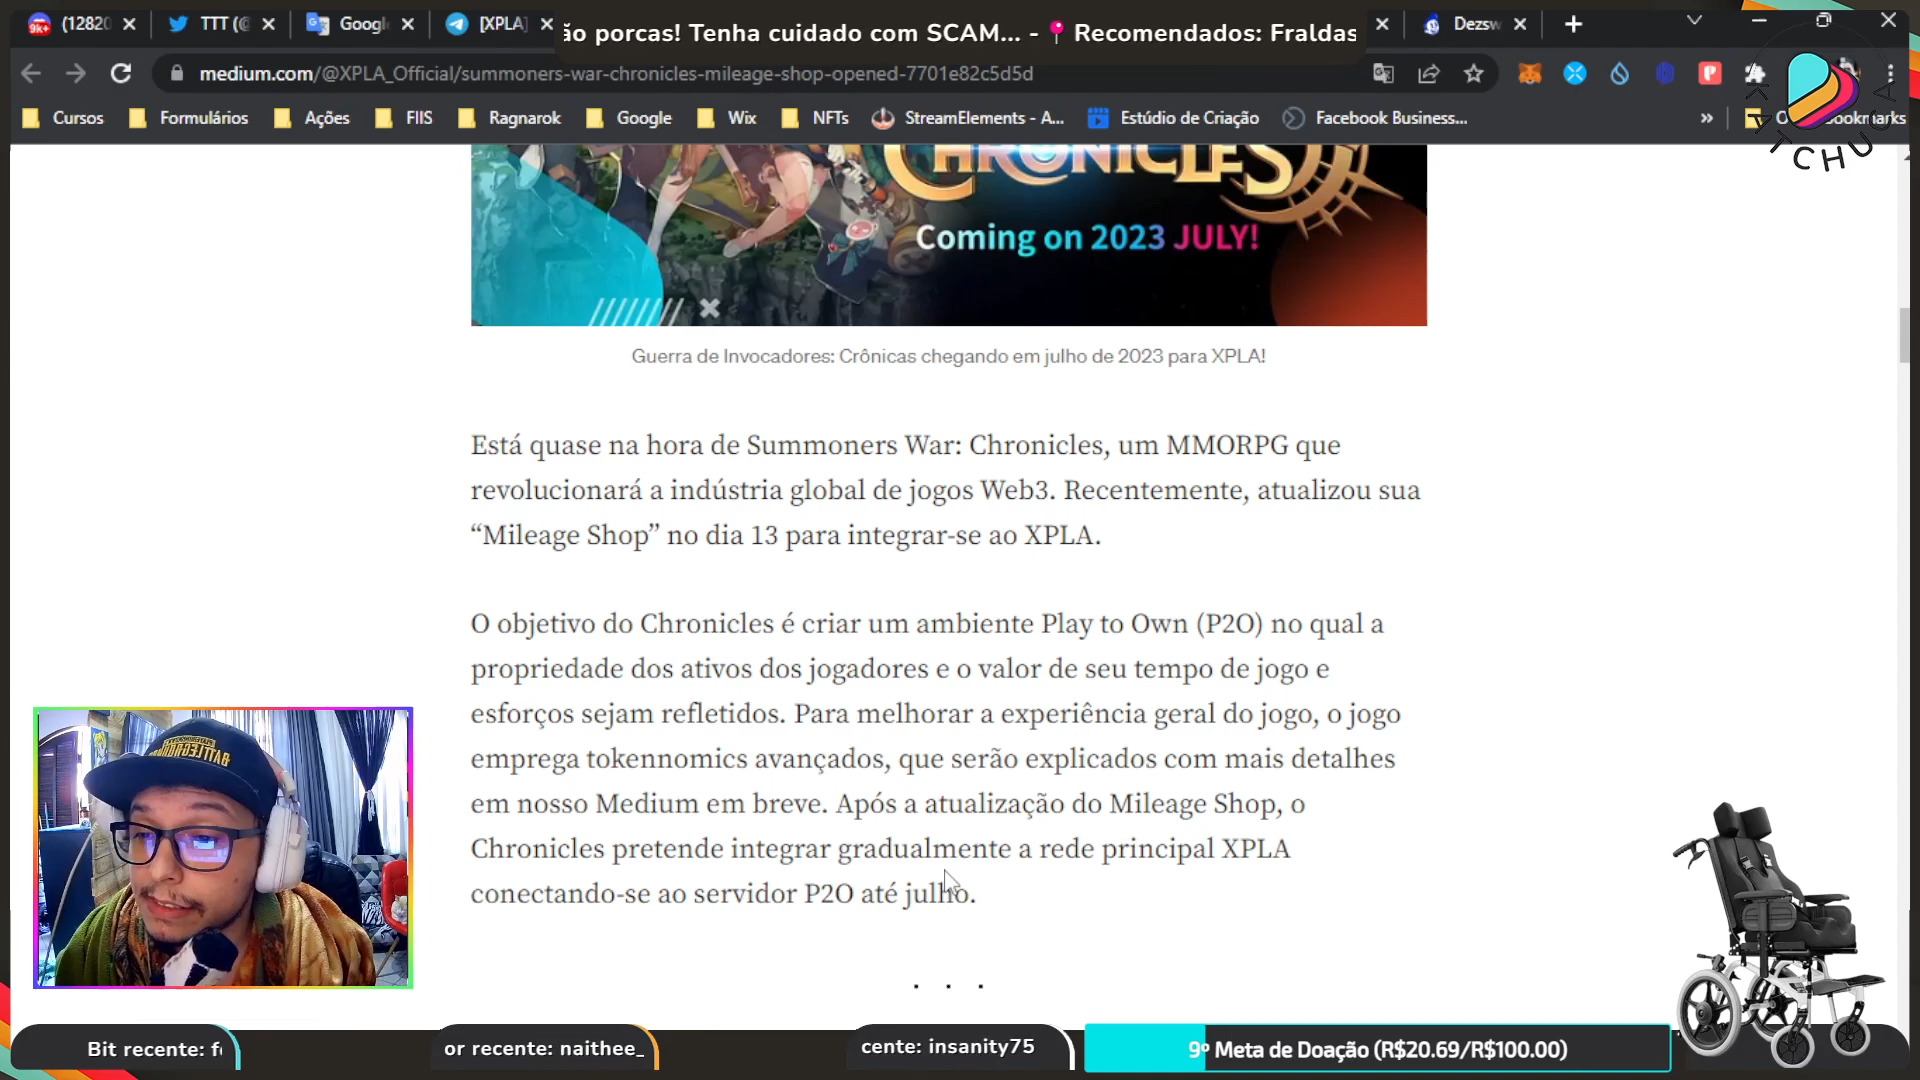 (12820
TTT (@
Google
[XPLA]
ão porcas! Tenha cuidado com SCAM... - 📍 Recomendados: Fraldas
Dezsw
medium.com/@XPLA_Official/summoners-war-chronicles-mileage-shop-opened-7701e82c5d5d
Cursos
Formulários
Ações
FIIS
Ragnarok
Google
Wix
NFTs
StreamElements - A...
Estúdio de Criação
Facebook Business...
»
KATCHUSA
CHRONICLES
Coming on 2023 JULY!
Guerra de Invocadores: Crônicas chegando em julho de 2023 para XPLA!
Está quase na hora de Summoners War: Chronicles, um MMORPG que
revolucionará a indústria global de jogos Web3. Recentemente, atualizou sua
“Mileage Shop” no dia 13 para integrar-se ao XPLA.
O objetivo do Chronicles é criar um ambiente Play to Own (P2O) no qual a
propriedade dos ativos dos jogadores e o valor de seu tempo de jogo e
esforços sejam refletidos. Para melhorar a experiência geral do jogo, o jogo
emprega tokennomics avançados, que serão explicados com mais detalhes
em nosso Medium em breve. Após a atualização do Mileage Shop, o
Chronicles pretende integrar gradualmente a rede principal XPLA
conectando-se ao servidor P2O até julho.
. . .
BATTLEGROUNDS
Bit recente: f
or recente: naithee_
cente: insanity75
9º Meta de Doação (R$20.69/R$100.00)